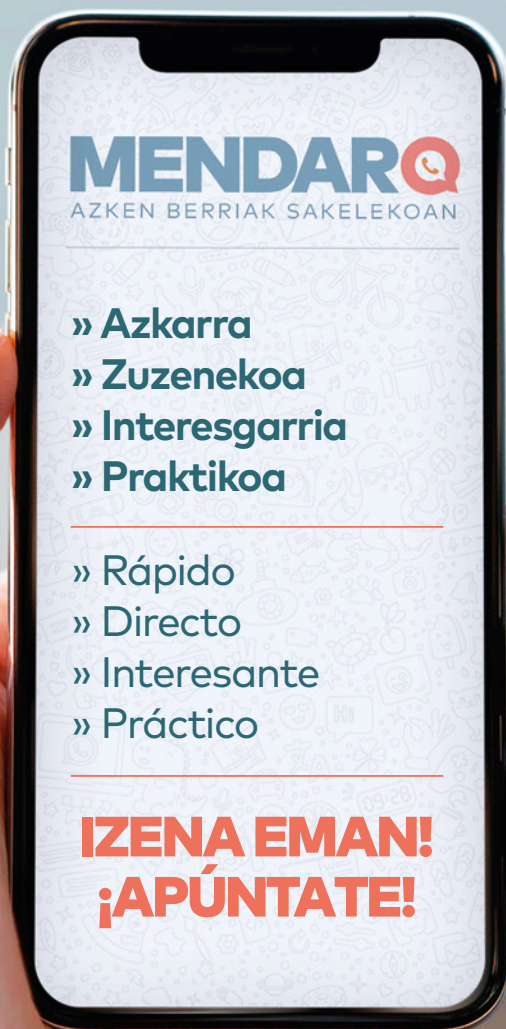 MENDARO
AZKEN BERRIAK SAKELEKOAN
» Azkarra
» Zuzenekoa
» Interesgarria
» Praktikoa
» Rápido
» Directo
» Interesante
» Práctico
IZENA EMAN!
¡APÚNTATE!